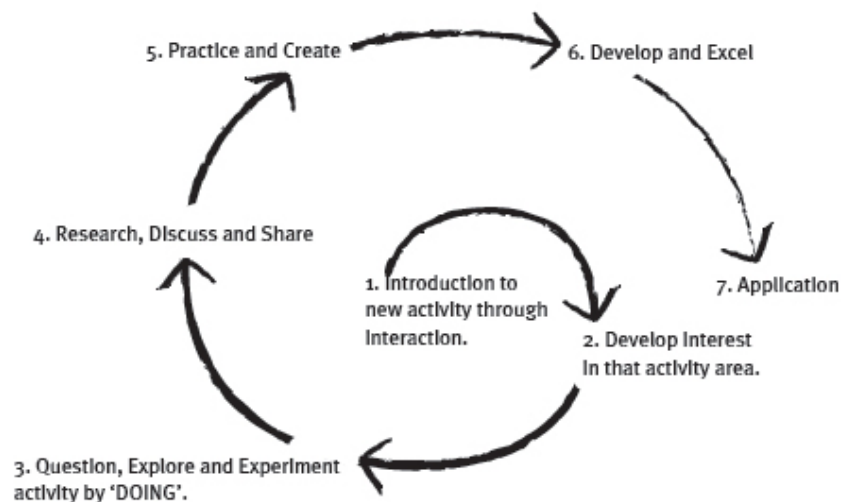 5. Practice and Create
6. Develop and Excel
4. Research, Discuss and Share
1. Introduction to
new activity through
Interaction.
7. Application
2. Develop Interest
in that activity area.
3. Question, Explore and Experiment
activity by ‘DOING’.